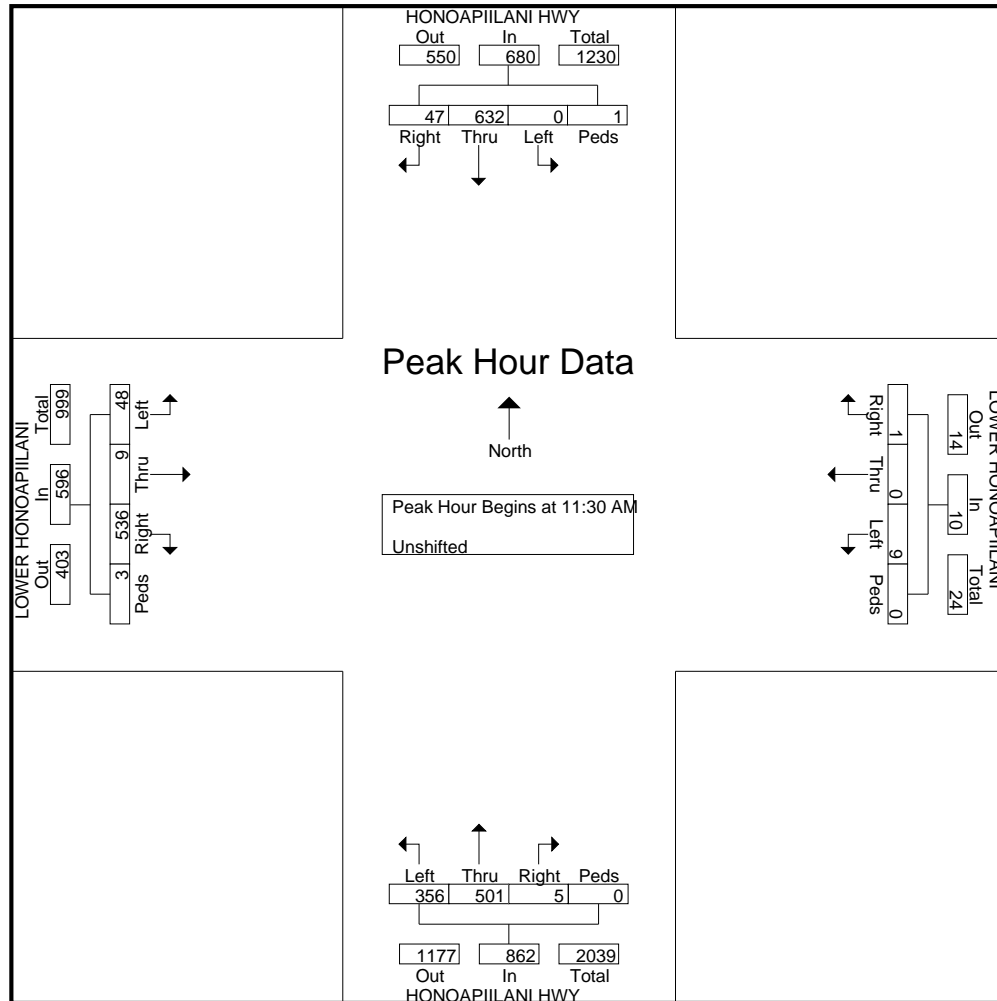 HONOAPIILANI HWY
Out In Total
550 680 1230
47 632 0 1
Right Thru Left Peds
Peak Hour Data
North
Peak Hour Begins at 11:30 AM
Unshifted
LOWER HONOAPIILANI
Total In Out
999 596 403
48 9 536 3
Left Thru Right Peds
LOWER HONOAPIILANI
Out In Total
14 10 24
1 0 9 0
Right Thru Left Peds
Left Thru Right Peds
356 501 5 0
1177 862 2039
Out In Total
HONOAPIILANI HWY